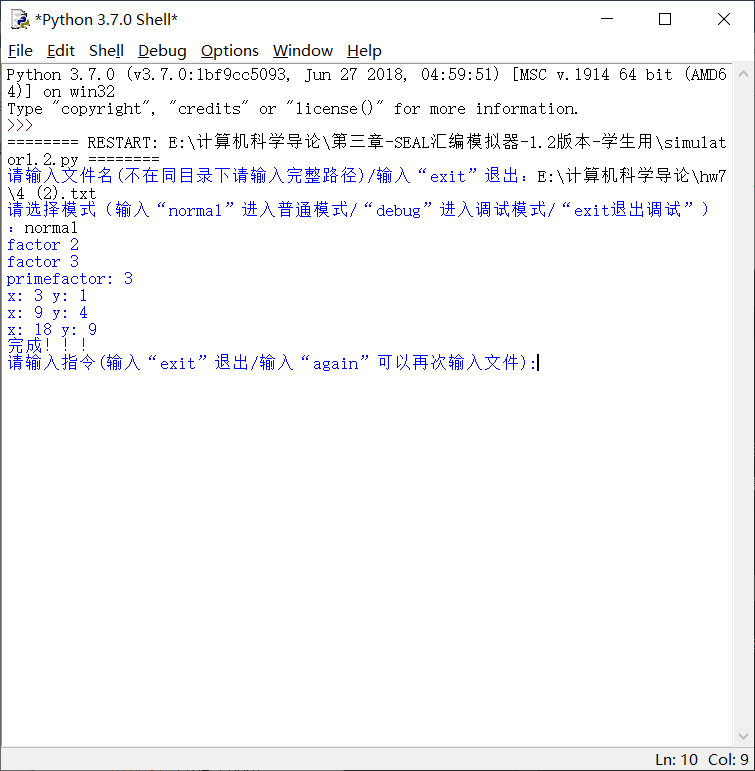 *Python 3.7.0 Shell*
File Edit Shell Debug Options Window Help
Python 3.7.0 (v3.7.0:1bf9cc5093, Jun 27 2018, 04:59:51) [MSC v.1914 64 bit (AMD6
4)] on win32
Type "copyright", "credits" or "license()" for more information.
>>>
======== RESTART: E:\计算机科学导论\第三章-SEAL汇编模拟器-1.2版本-学生用\simulat
or1.2.py ========
请输入文件名(不在同目录下请输入完整路径)/输入“exit”退出：E:\计算机科学导论\hw7
\4 (2).txt
请选择模式（输入“normal”进入普通模式/“debug”进入调试模式/“exit退出调试”）
：normal
factor 2
factor 3
primefactor: 3
x: 3 y: 1
x: 9 y: 4
x: 18 y: 9
完成！！！
请输入指令(输入“exit”退出/输入“again”可以再次输入文件):
Ln: 10 Col: 9